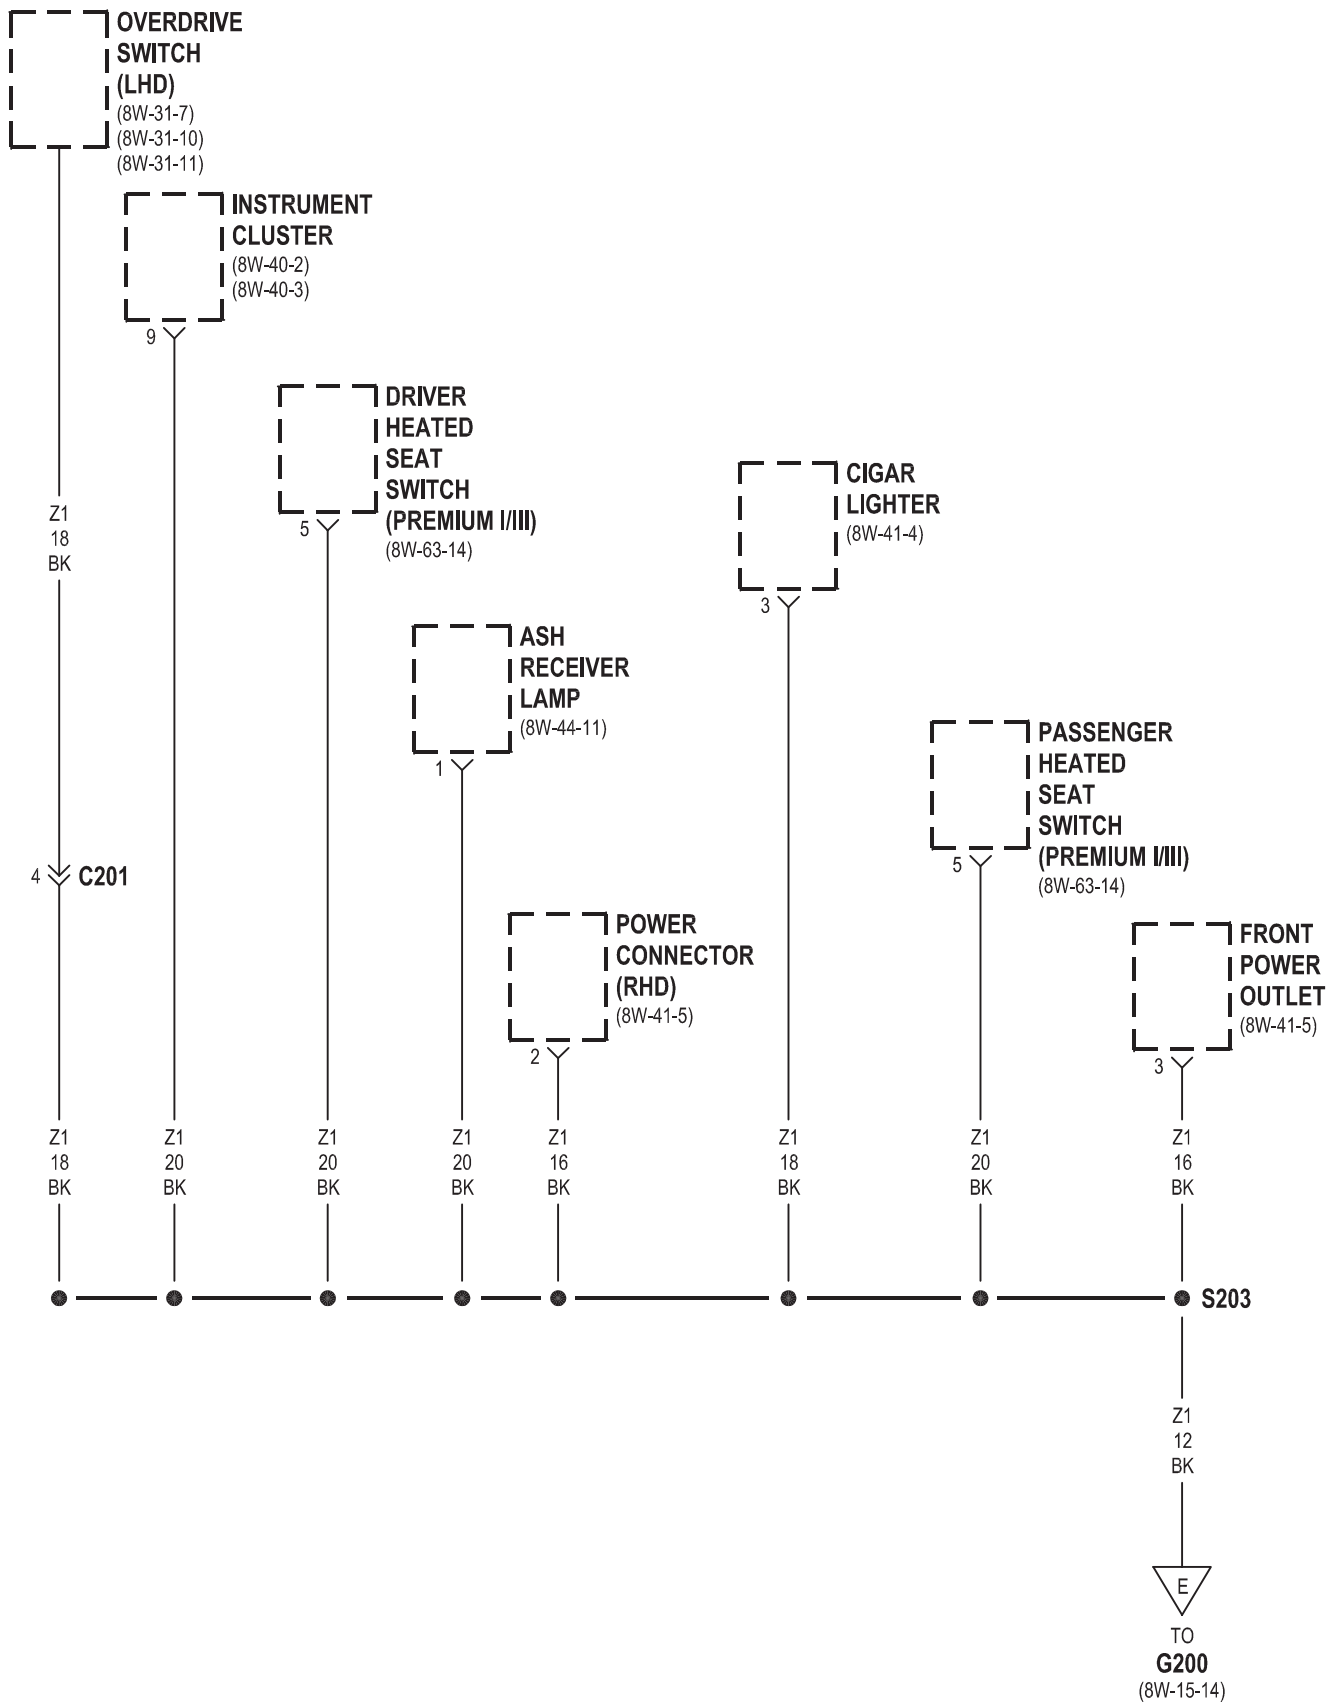 OVERDRIVE
SWITCH
(LHD)
(8W-31-7)
(8W-31-10)
(8W-31-11)
INSTRUMENT
CLUSTER
(8W-40-2)
(8W-40-3)
9
DRIVER
HEATED
SEAT
SWITCH
(PREMIUM I/III)
(8W-63-14)
5
CIGAR
LIGHTER
(8W-41-4)
3
Z1
18
BK
ASH
RECEIVER
LAMP
(8W-44-11)
1
PASSENGER
HEATED
SEAT
SWITCH
(PREMIUM I/III)
(8W-63-14)
5
4 C201
POWER
CONNECTOR
(RHD)
(8W-41-5)
2
FRONT
POWER
OUTLET
(8W-41-5)
3
Z1 Z1 Z1 Z1 Z1 Z1 Z1 Z1
18 20 20 20 16 18 20 16
BK BK BK BK BK BK BK BK
S203
Z1
12
BK
E
TO
G200
(8W-15-14)